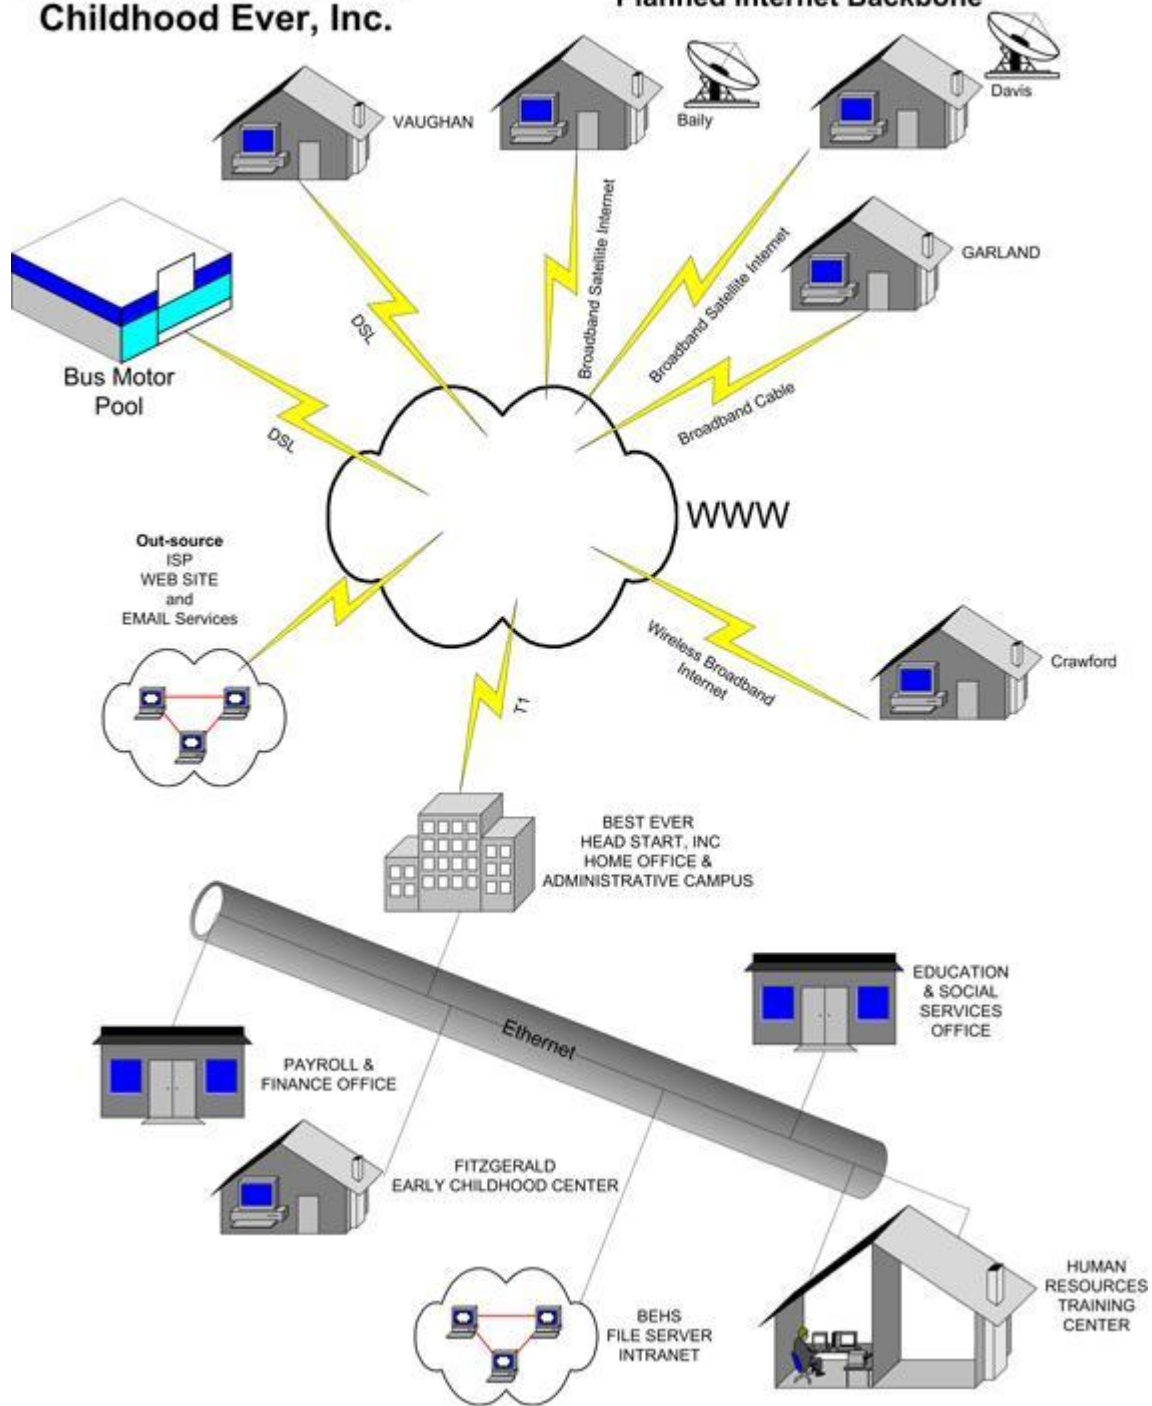 Childhood Ever, Inc.
Planned Internet Backbone
VAUGHAN
Baily
Davis
GARLAND
Bus Motor
Pool
DSL
DSL
Broadband Satellite Internet
Broadband Satellite Internet
Broadband Cable
WWW
Out-source
ISP
WEB SITE
and
EMAIL Services
Wireless Broadband
Internet
Crawford
T1
BEST EVER
HEAD START, INC
HOME OFFICE &
ADMINISTRATIVE CAMPUS
Ethernet
EDUCATION
& SOCIAL
SERVICES
OFFICE
PAYROLL &
FINANCE OFFICE
FITZGERALD
EARLY CHILDHOOD CENTER
BEHS
FILE SERVER
INTRANET
HUMAN
RESOURCES
TRAINING
CENTER